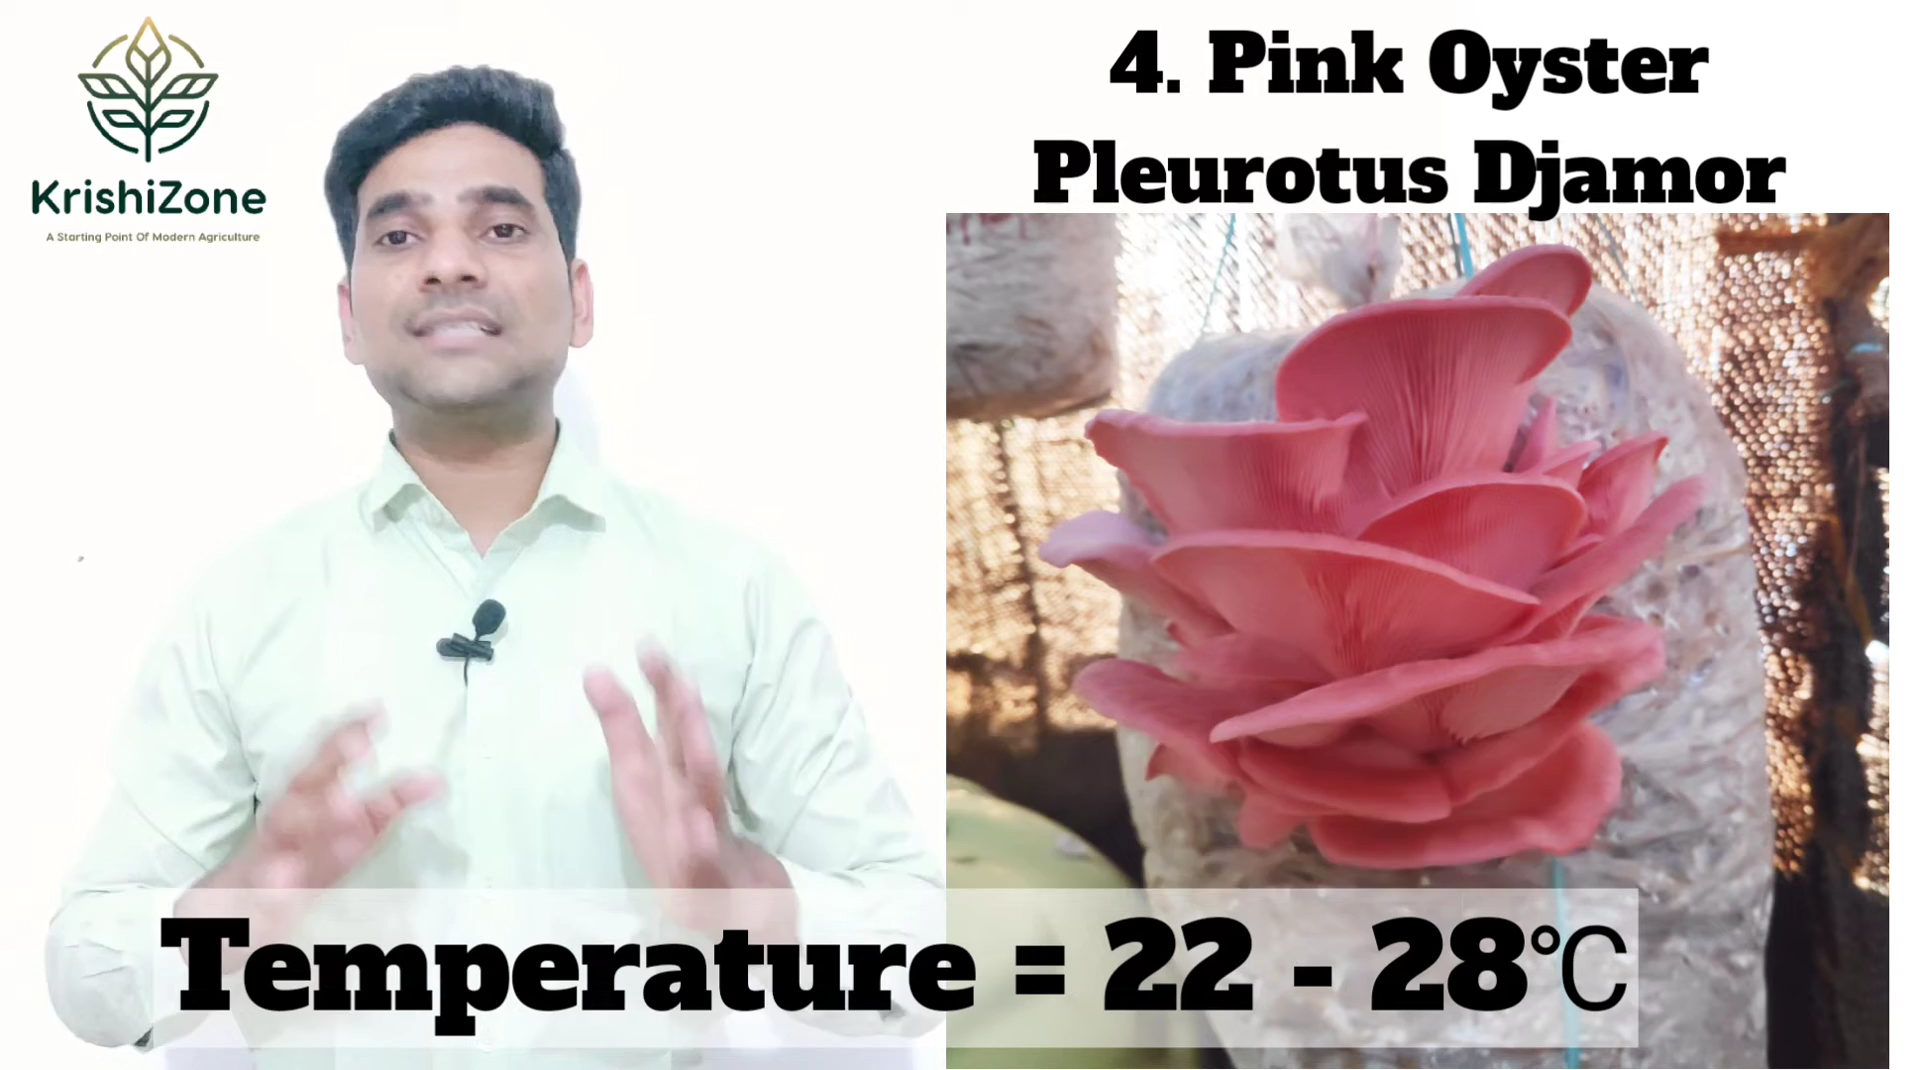 KrishiZone
A Starting Point Of Modern Agriculture
4. Pink Oyster
Pleurotus Djamor
Temperature = 22 - 28°C